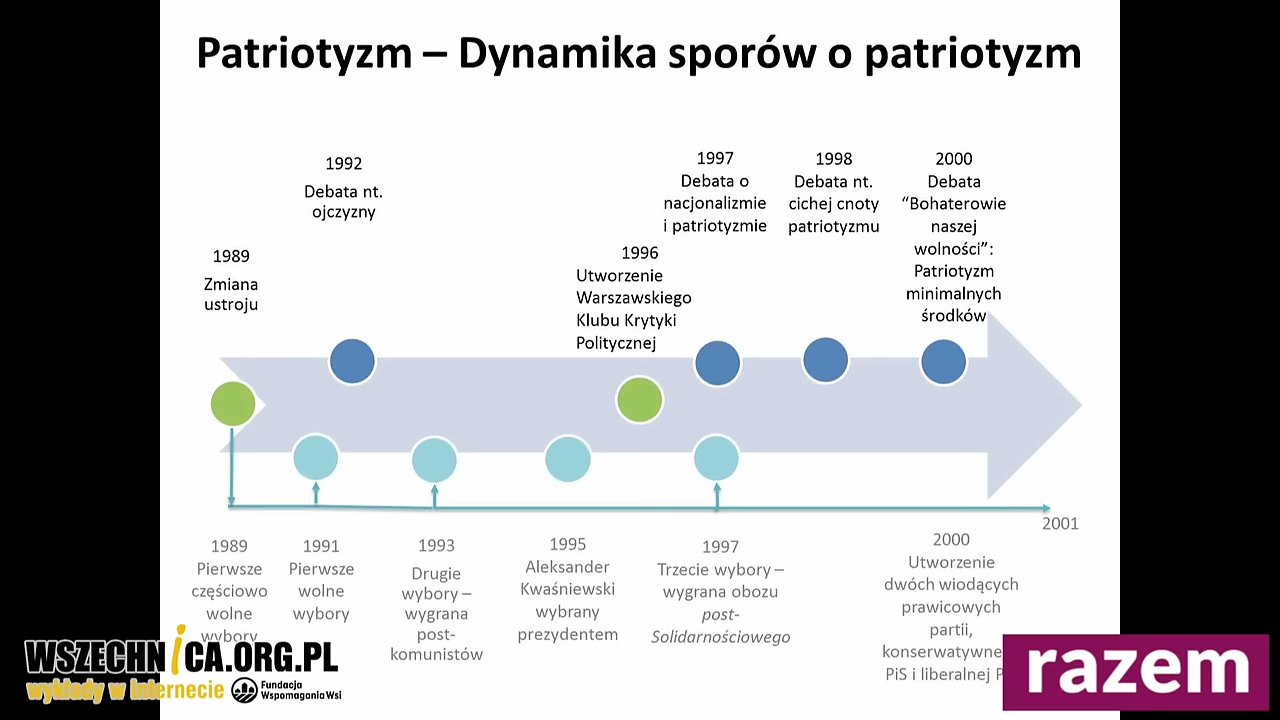 Patriotyzm – Dynamika sporów o patriotyzm
1989
Zmiana
ustroju
1992
Debata nt.
ojczyzny
1996
Utworzenie
Warszawskiego
Klubu Krytyki
Politycznej
1997
Debata o
nacjonalizmie
i patriotyzmie
1998
Debata nt.
cichej cnoty
patriotyzmu
2000
Debata
“Bohaterowie
naszej
wolności”:
Patriotyzm
minimalnych
środków
2001
1989
Pierwsze
częściowo
wolne
wybory
1991
Pierwsze
wolne
wybory
1993
Drugie
wybory –
wygrana
post-
komunistów
1995
Aleksander
Kwaśniewski
wybrany
prezydentem
1997
Trzecie wybory –
wygrana obozu
post-
Solidarnościowego
2000
Utworzenie
dwóch wiodących
prawicowych
partii,
konserwatywne
PiS i liberalnej P
WSZECHNICA.ORG.PL
wykłady w internecie
Fundacja
Wspomagania Wsi
razem